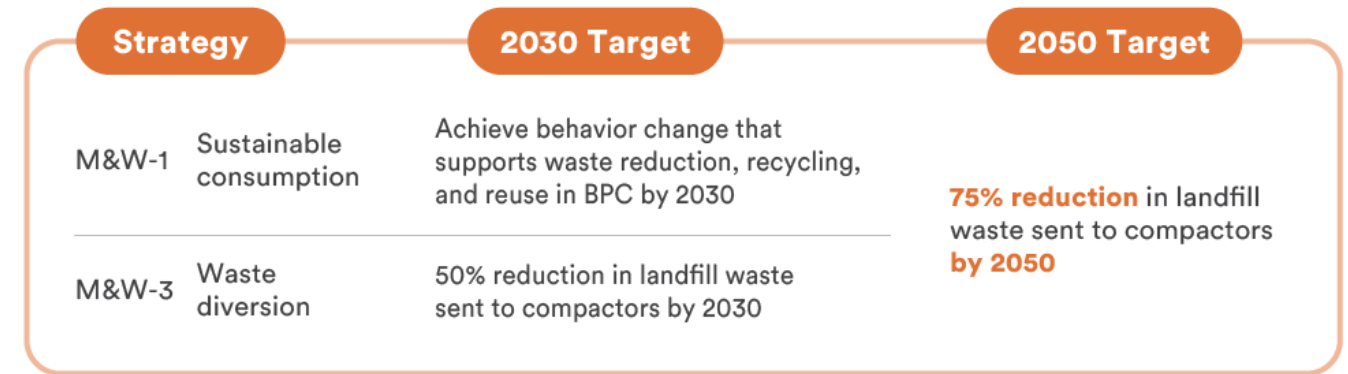 Strategy
2030 Target
2050 Target
M&W-1
Sustainable
consumption
Achieve behavior change that
supports waste reduction, recycling,
and reuse in BPC by 2030
M&W-3
Waste
diversion
50% reduction in landfill waste
sent to compactors by 2030
75% reduction in landfill
waste sent to compactors
by 2050